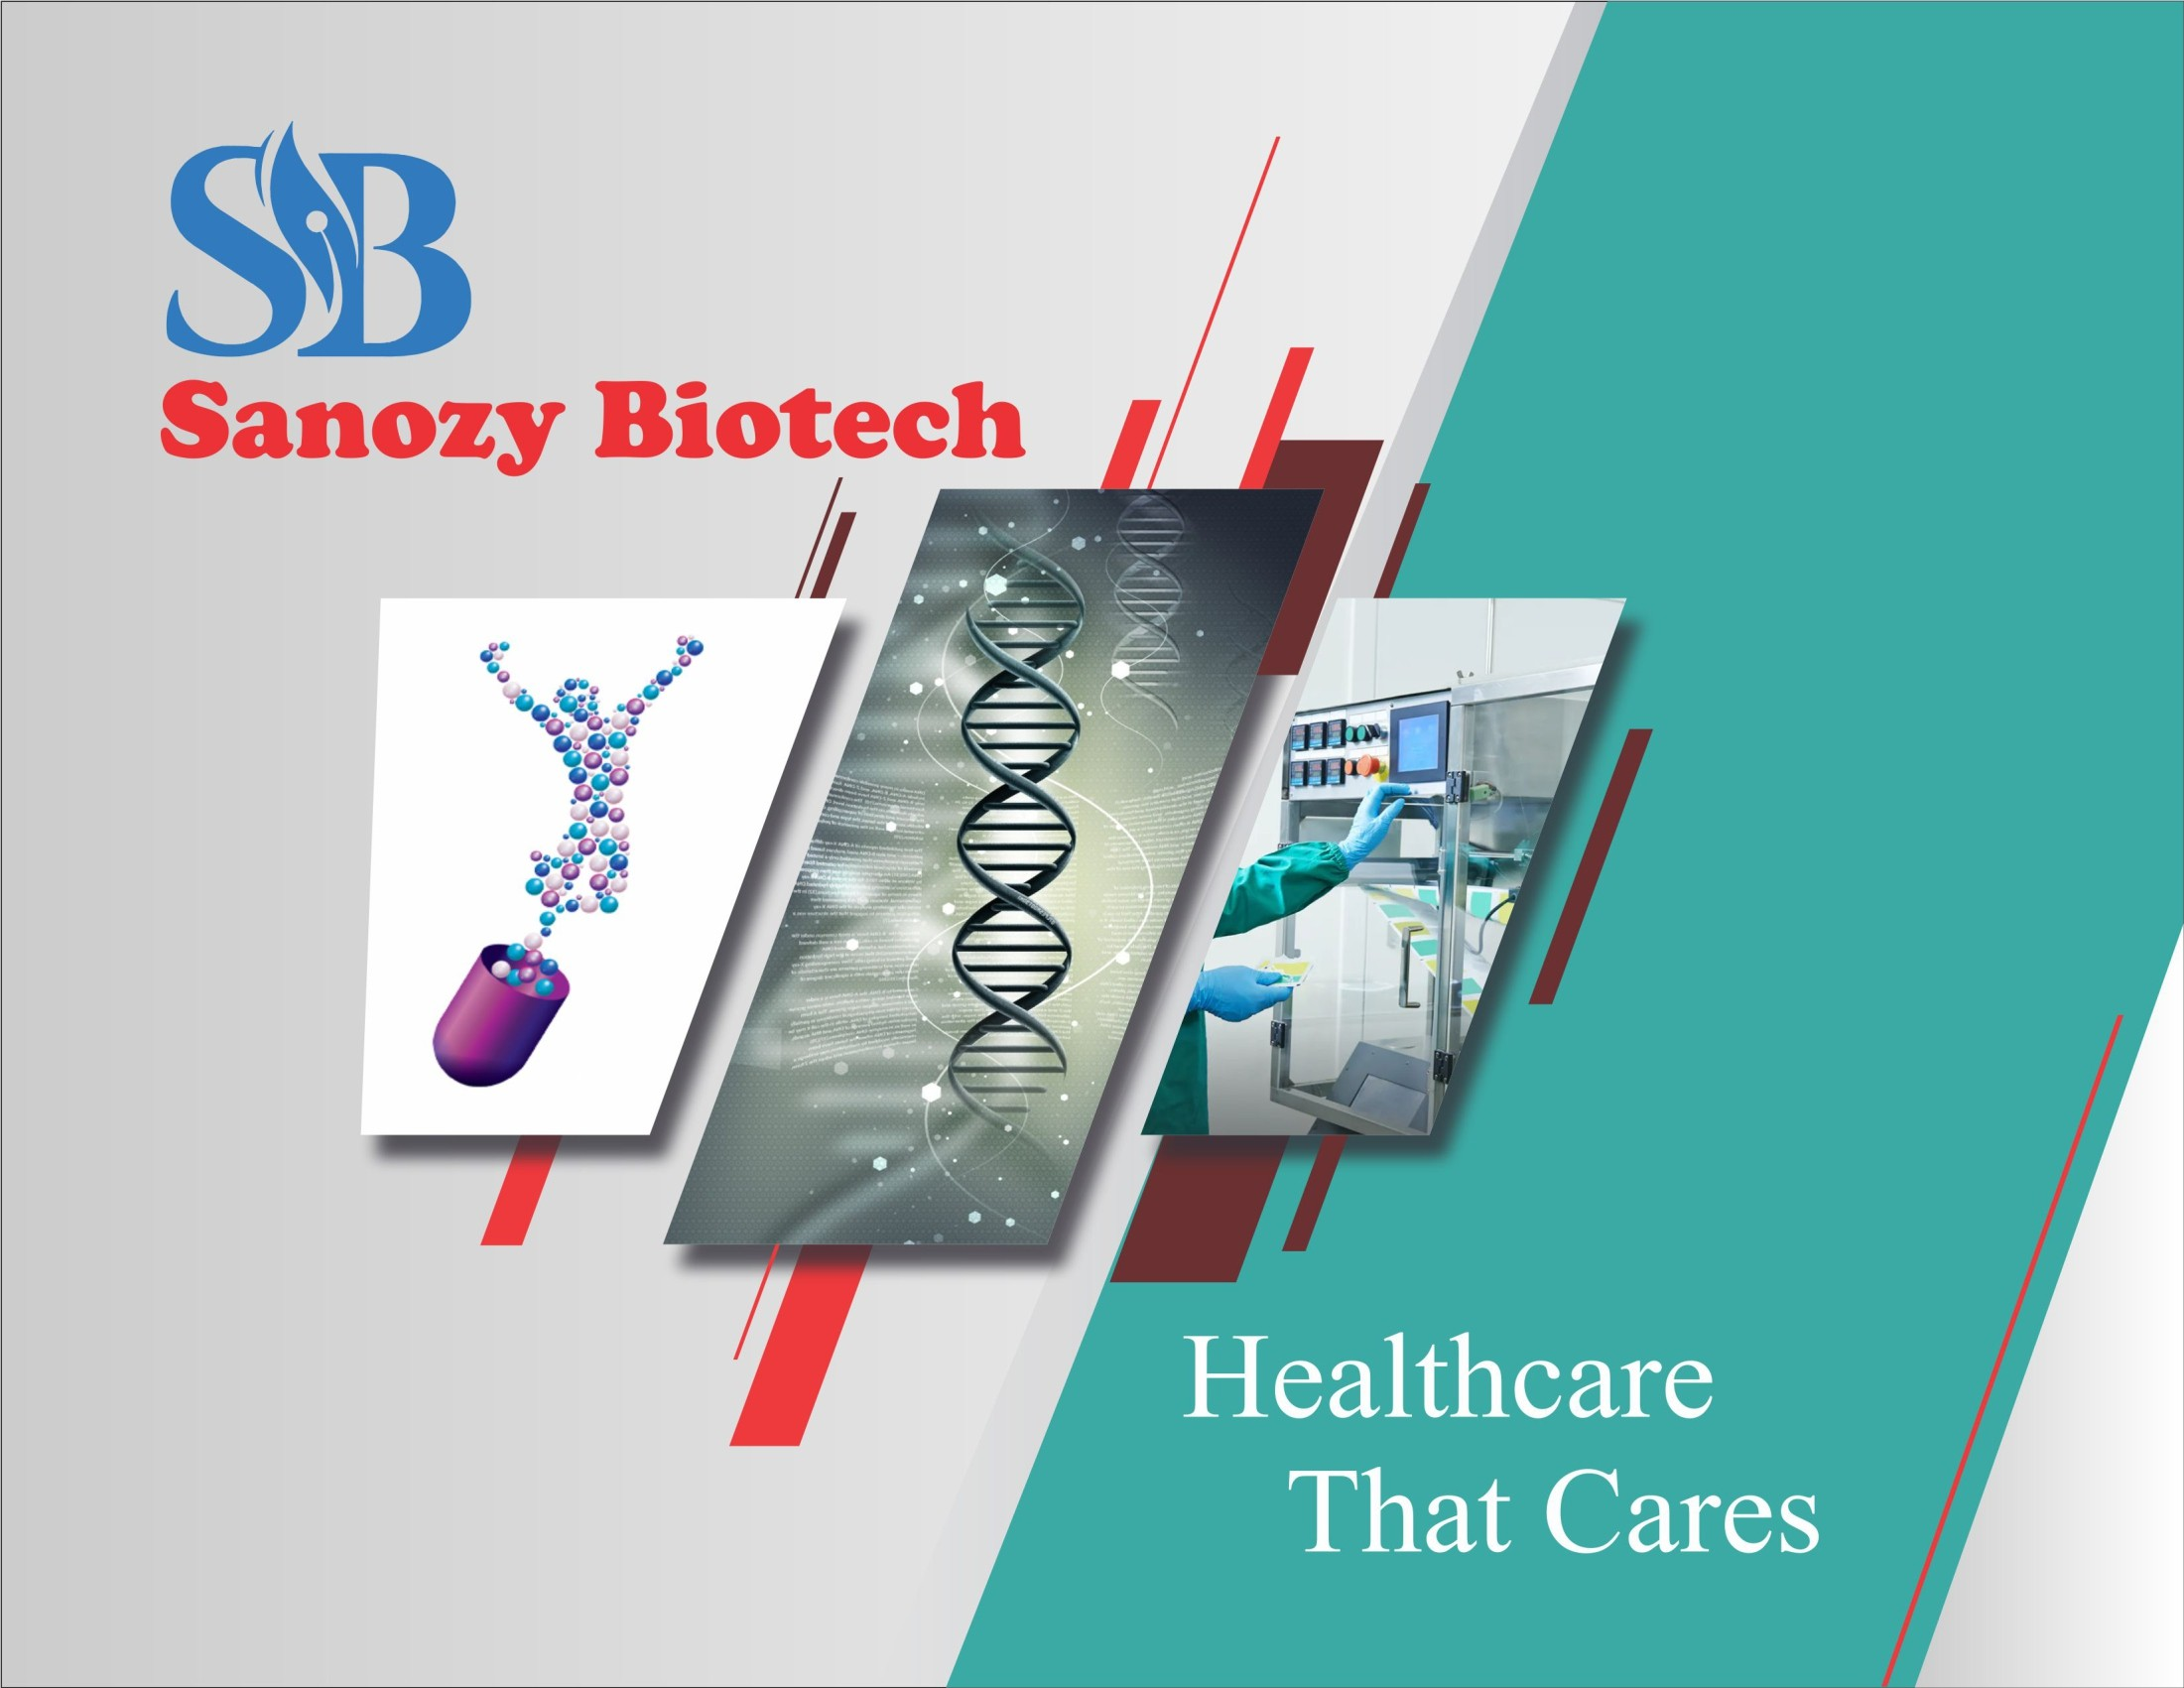 SB
Sanozy Biotech
Healthcare
That Cares